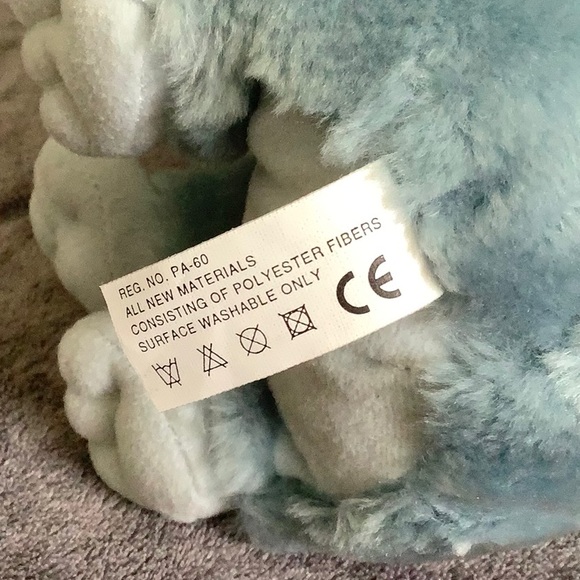 REG. NO. PA-60
ALL NEW MATERIALS
CONSISTING OF POLYESTER FIBERS
SURFACE WASHABLE ONLY
CE